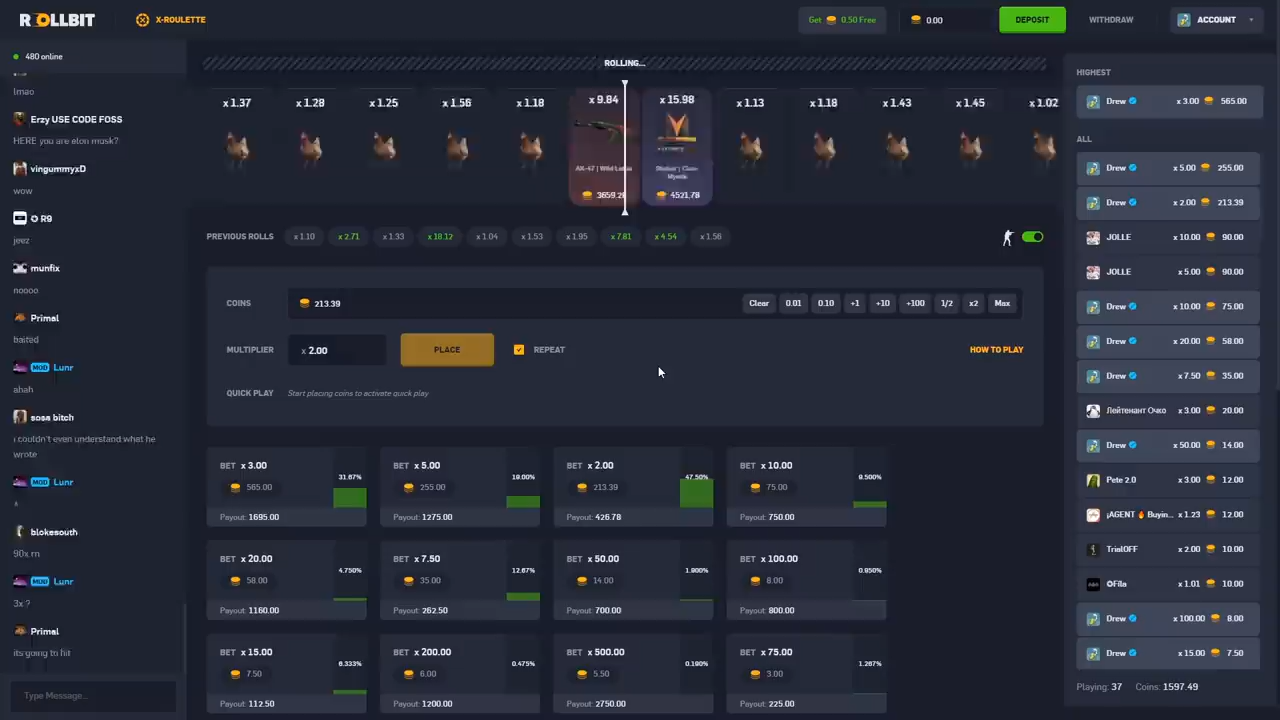 ROLLBIT
X-ROULETTE
Get 0.50 Free
0.00
DEPOSIT
WITHDRAW
ACCOUNT
480 online
lmao
Erzy USE CODE FOSS
HERE you are elon musk?
vingummyxD
wow
R9
jeez
munfix
noooo
Primal
baited
MOD Lunr
ahah
sosa bitch
i couldn't even understand what he
wrote
MOD Lunr
^
blokesouth
90x rn
MOD Lunr
3x ?
Primal
its going to hit
Type Message...
ROLLING...
x 1.37
x 1.28
x 1.25
x 1.56
x 1.18
x 9.84
x 15.98
x 1.13
x 1.18
x 1.43
x 1.45
x 1.02
AK-47 | Wild Lotus
3659.28
4521.78
PREVIOUS ROLLS
x 1.10
x 2.71
x 1.33
x 18.12
x 1.04
x 1.53
x 1.95
x 7.81
x 4.54
x 1.56
COINS
213.39
Clear
0.01
0.10
+1
+10
+100
1/2
x2
Max
MULTIPLIER
x 2.00
PLACE
REPEAT
HOW TO PLAY
QUICK PLAY
Start placing coins to activate quick play
BET x 3.00
565.00
31.67%
Payout: 1695.00
BET x 5.00
255.00
19.00%
Payout: 1275.00
BET x 2.00
213.39
47.50%
Payout: 426.78
BET x 10.00
75.00
9.500%
Payout: 750.00
BET x 20.00
58.00
4.750%
Payout: 1160.00
BET x 7.50
35.00
12.67%
Payout: 262.50
BET x 50.00
14.00
1.900%
Payout: 700.00
BET x 100.00
8.00
0.950%
Payout: 800.00
BET x 15.00
7.50
6.333%
Payout: 112.50
BET x 200.00
6.00
0.475%
Payout: 1200.00
BET x 500.00
5.50
0.190%
Payout: 2750.00
BET x 75.00
3.00
1.267%
Payout: 225.00
HIGHEST
Drew x 3.00 565.00
ALL
Drew x 5.00 255.00
Drew x 2.00 213.39
JOLLE x 10.00 90.00
JOLLE x 5.00 90.00
Drew x 10.00 75.00
Drew x 20.00 58.00
Drew x 7.50 35.00
Лейтенант Очко x 3.00 20.00
Drew x 50.00 14.00
Pete 2.0 x 3.00 12.00
¡AGENT 🔥 Buyin... x 1.23 12.00
TrialOFF x 2.00 10.00
✪Fila x 1.01 10.00
Drew x 100.00 8.00
Drew x 15.00 7.50
Playing: 37 Coins: 1597.49